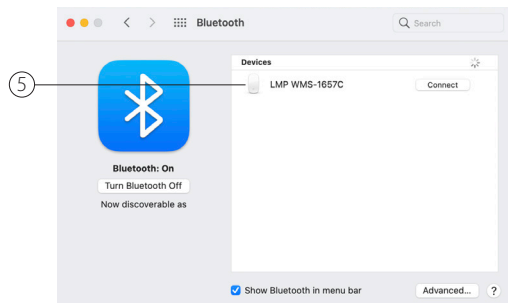 Bluetooth
Search
Devices
5
LMP WMS-1657C
Connect
Bluetooth: On
Turn Bluetooth Off
Now discoverable as
Show Bluetooth in menu bar
Advanced...
?